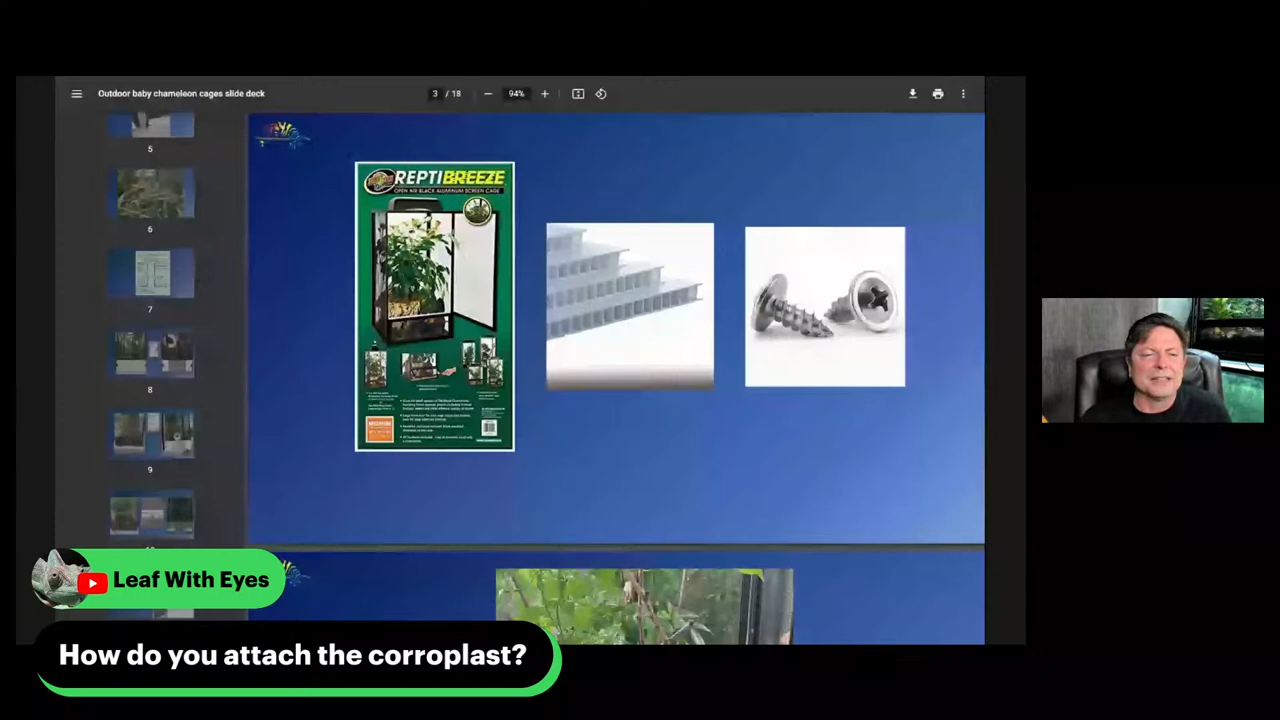 Outdoor baby chameleon cages slide deck
3 / 18
94%
5
6
7
8
9
REPTIBREEZE
OPEN AIR BLACK ALUMINUM SCREEN CAGE
MEDIUM
Leaf With Eyes
How do you attach the corroplast?